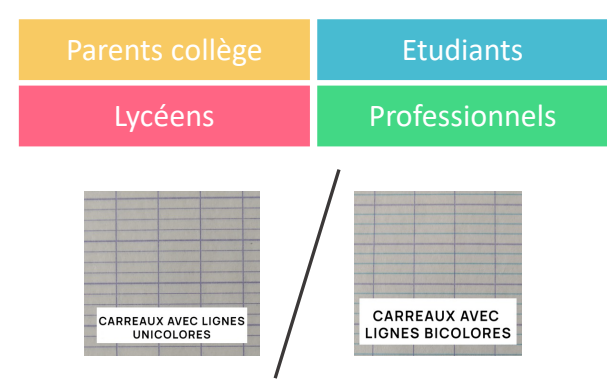 Parents collège
Etudiants
Lycéens
Professionnels
CARREAUX AVEC LIGNES
UNICOLORES
CARREAUX AVEC
LIGNES BICOLORES